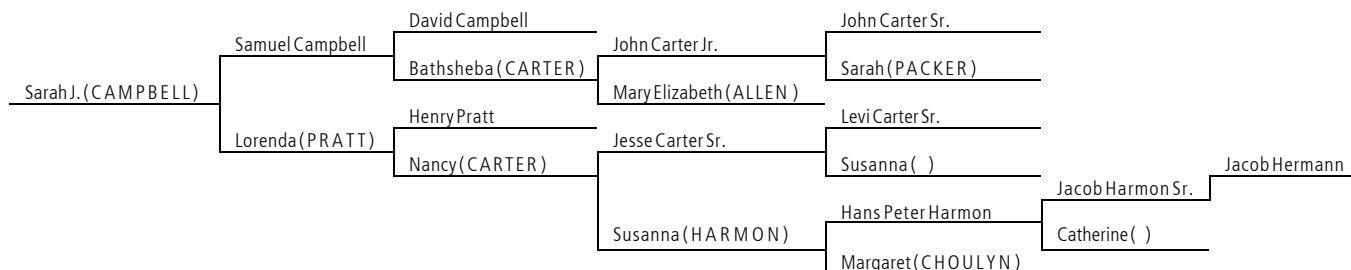 David Campbell
John Carter Sr.
Samuel Campbell
John Carter Jr.
Bathsheba (CARTER)
Sarah (PACKER)
Sarah J. (CAMPBELL)
Mary Elizabeth (ALLEN)
Henry Pratt
Levi Carter Sr.
Lorenda (PRATT)
Jesse Carter Sr.
Nancy (CARTER)
Susanna ( )
Jacob Hermann
Jacob Harmon Sr.
Hans Peter Harmon
Susanna (HARMON)
Catherine ( )
Margaret (CHOULYN)